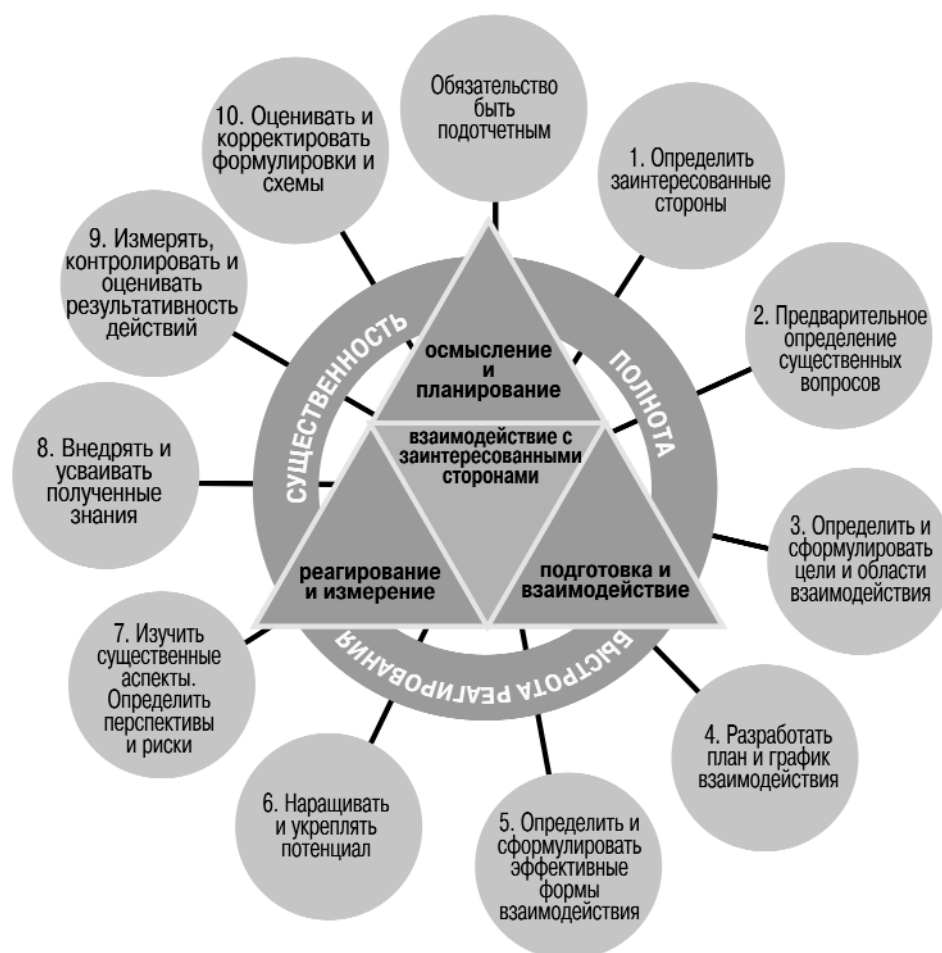 Обязательство
быть
подотчетным
1. Определить
заинтересованные
стороны
2. Предварительное
определение
существенных
вопросов
3. Определить и
сформулировать
цели и области
взаимодействия
4. Разработать
план и график
взаимодействия
5. Определить и
сформулировать
эффективные
формы
взаимодействия
6. Наращивать
и укреплять
потенциал
7. Изучить
существенные
аспекты.
Определить
перспективы
и риски
8. Внедрять и
усваивать
полученные
знания
9. Измерять,
контролировать и
оценивать
результативность
действий
10. Оценивать и
корректировать
формулировки и
схемы
СУЩЕСТВЕННОСТЬ
ПОЛНОТА
БЫСТРОТА РЕАГИРОВАНИЯ
осмысление
и
планирование
взаимодействие с
заинтересованными
сторонами
реагирование
и измерение
подготовка и
взаимодействие